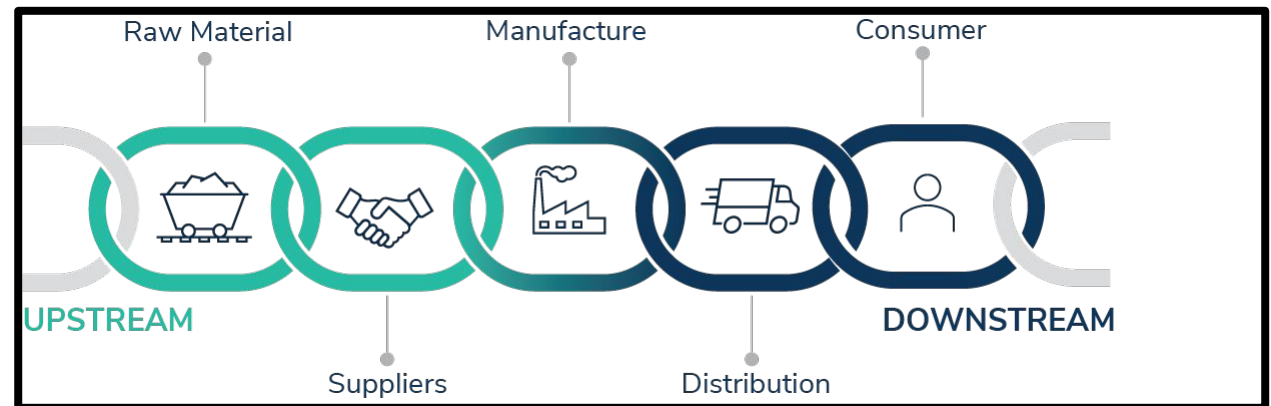 Raw Material
Manufacture
Consumer
UPSTREAM
DOWNSTREAM
Suppliers
Distribution